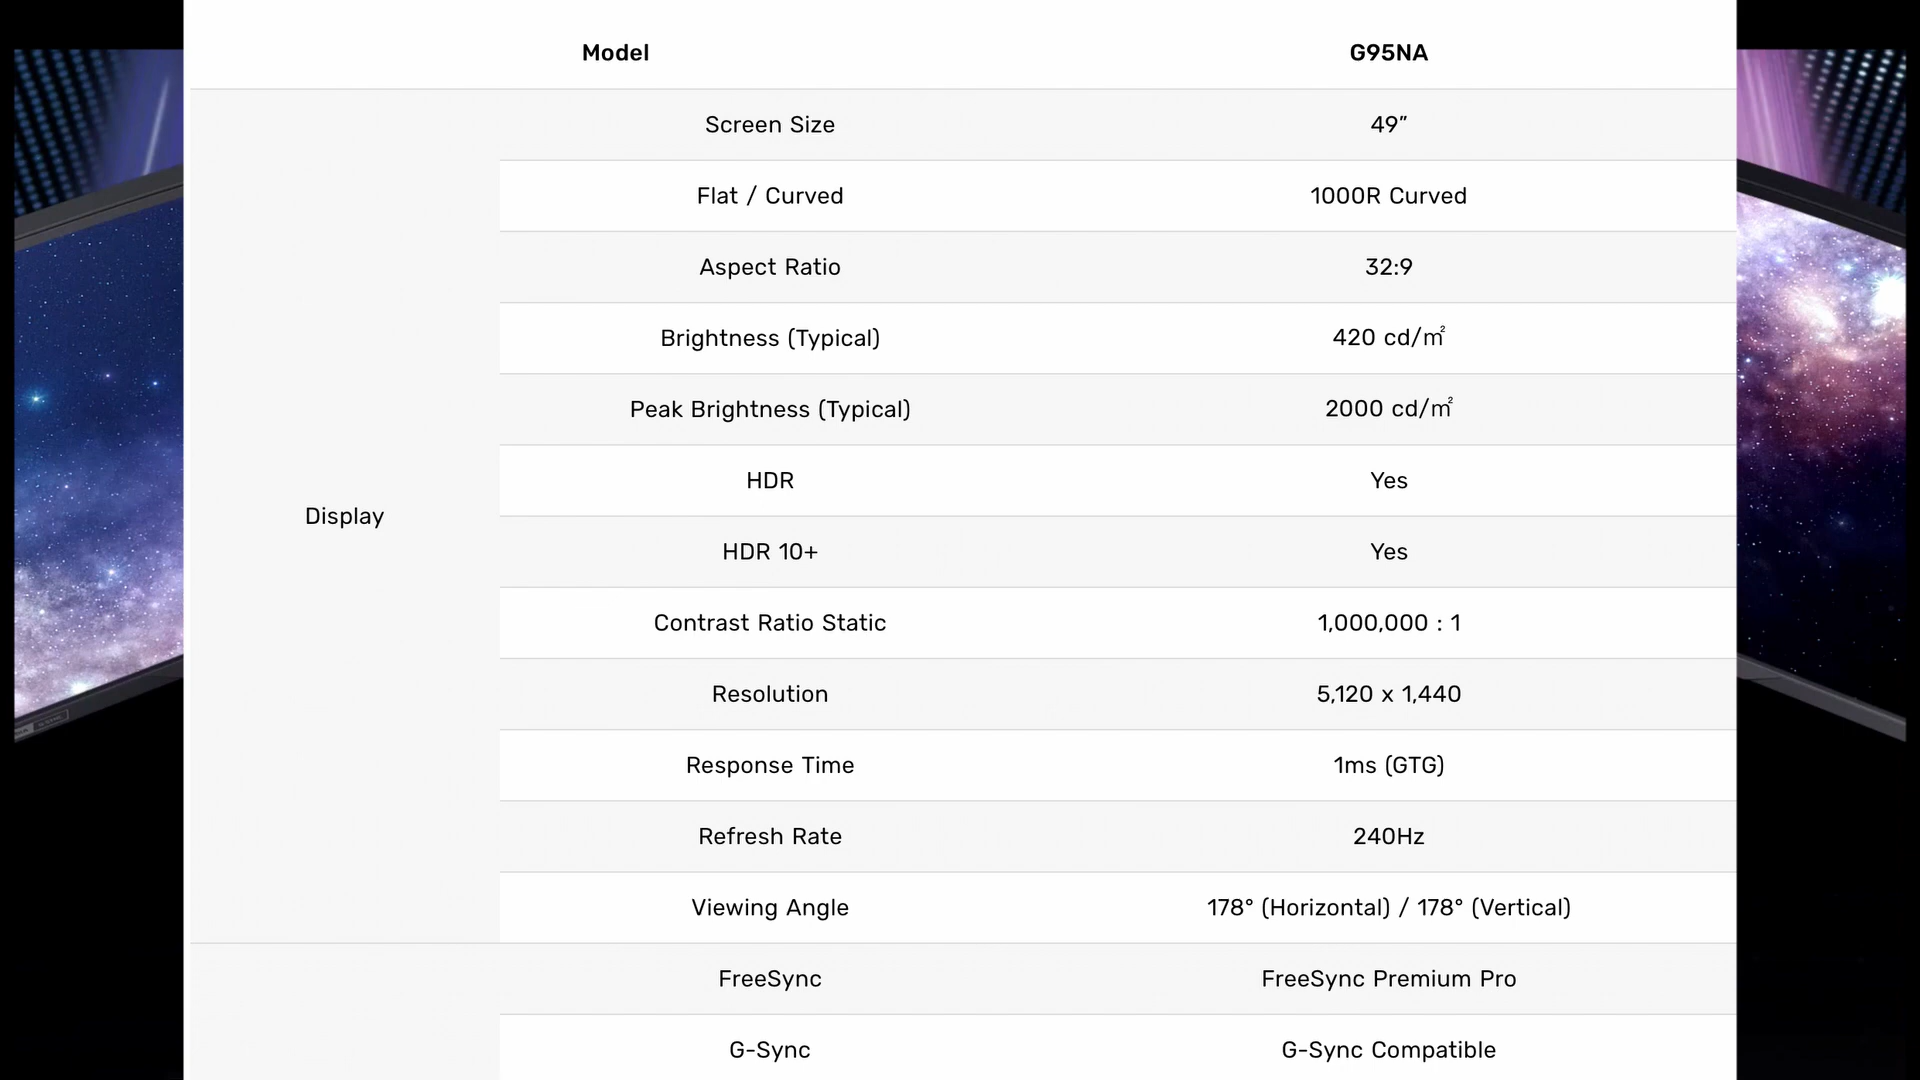 Model G95NA
Screen Size 49”
Flat / Curved 1000R Curved
Aspect Ratio 32:9
Brightness (Typical) 420 cd/㎡
Peak Brightness (Typical) 2000 cd/㎡
HDR Yes
Display
HDR 10+ Yes
Contrast Ratio Static 1,000,000 : 1
Resolution 5,120 x 1,440
Response Time 1ms (GTG)
Refresh Rate 240Hz
Viewing Angle 178° (Horizontal) / 178° (Vertical)
FreeSync FreeSync Premium Pro
G-Sync G-Sync Compatible